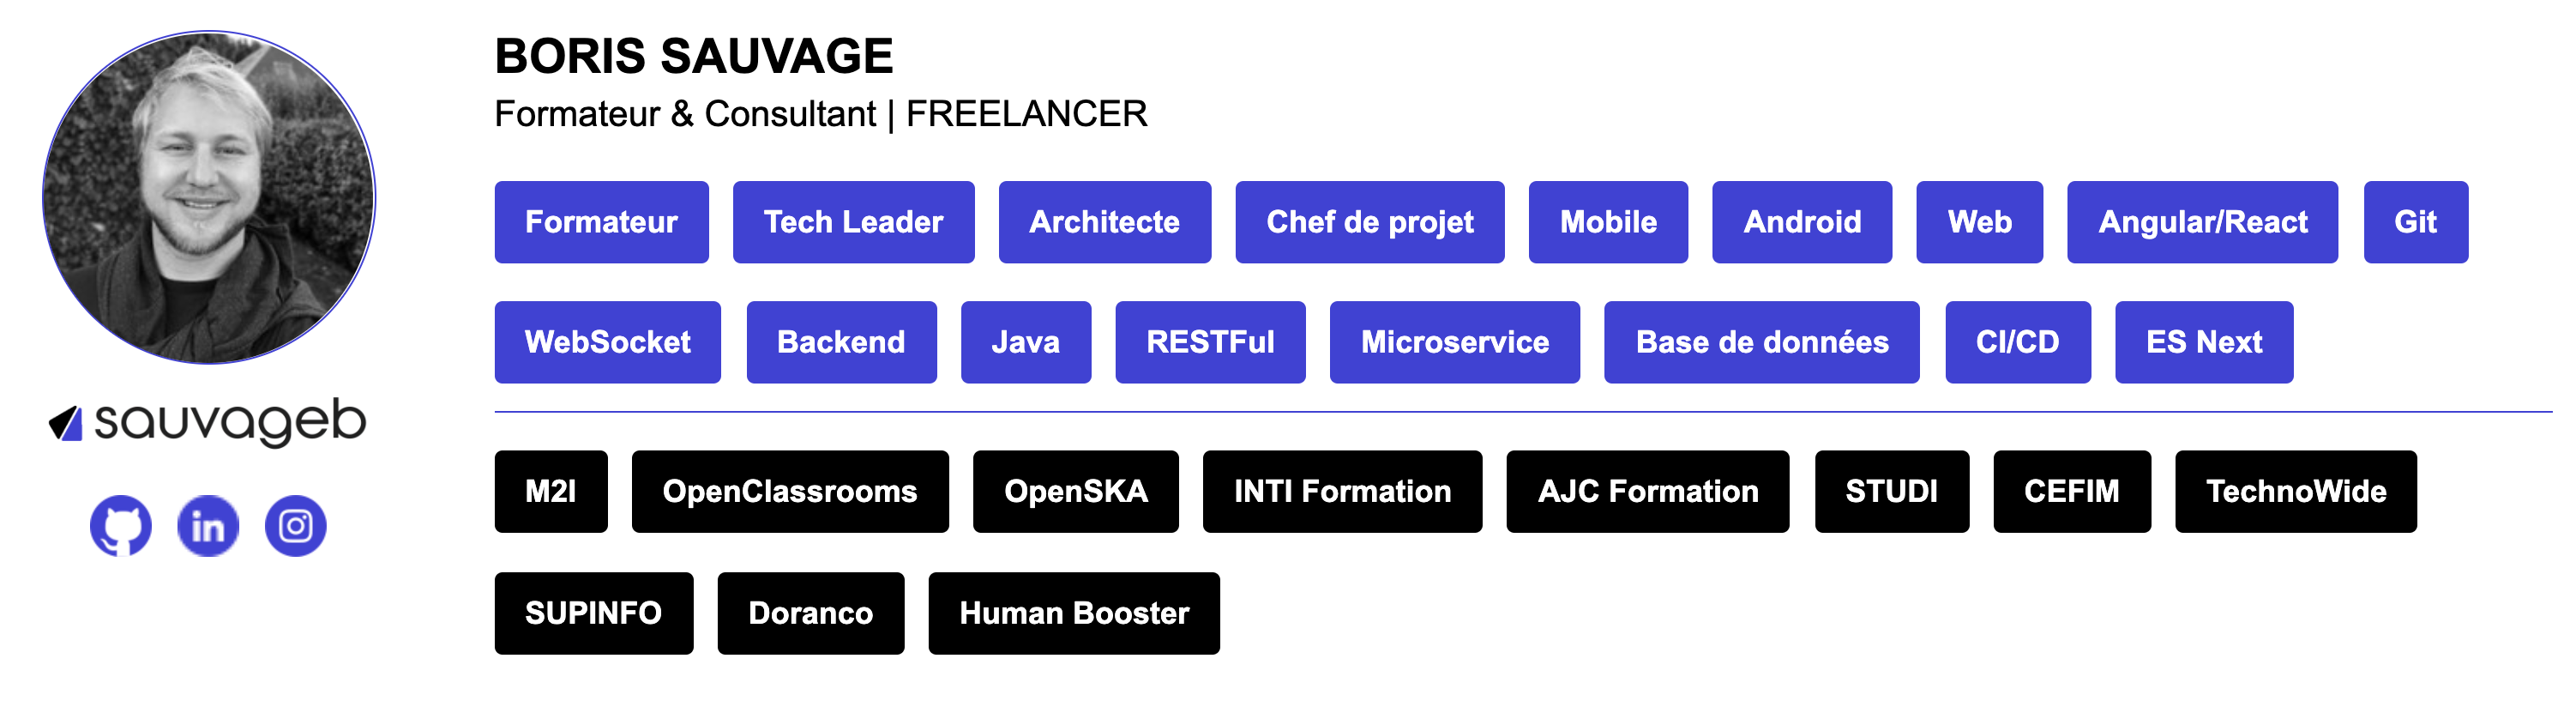 BORIS SAUVAGE
Formateur & Consultant | FREELANCER
Formateur Tech Leader Architecte Chef de projet Mobile Android Web Angular/React Git
WebSocket Backend Java RESTFul Microservice Base de données CI/CD ES Next
sauvageb
M2I OpenClassrooms OpenSKA INTI Formation AJC Formation STUDI CEFIM TechnoWide
in
SUPINFO Doranco Human Booster